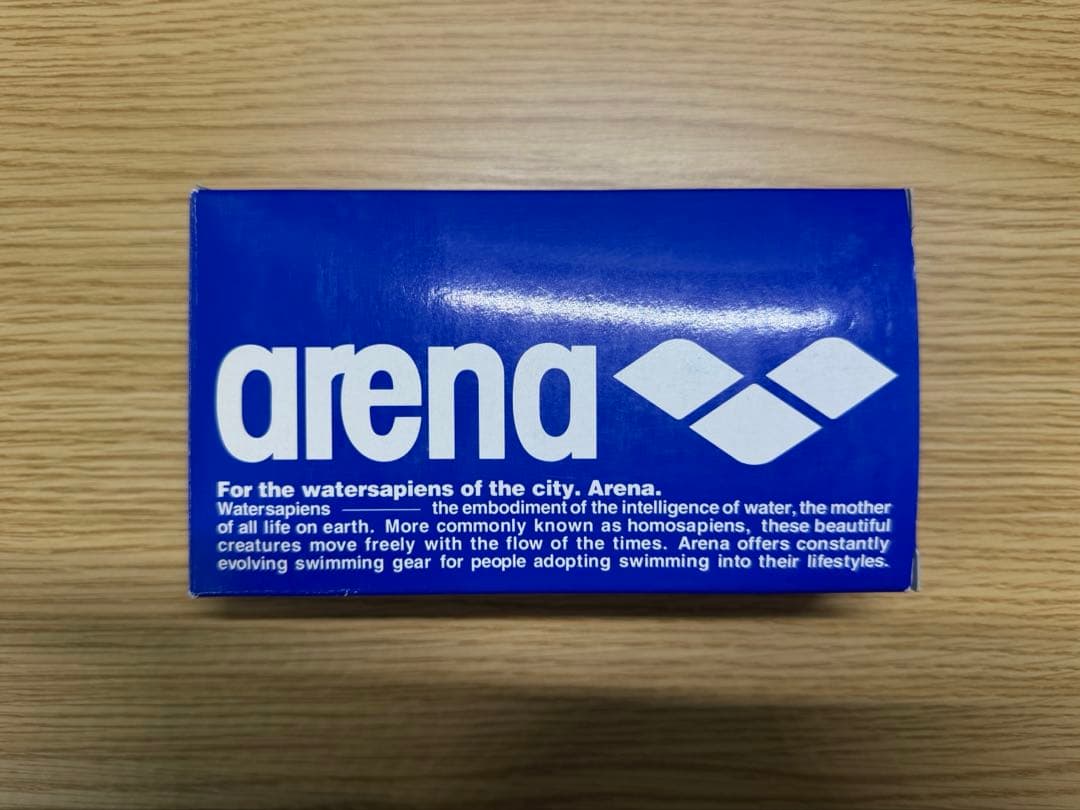 arena
For the watersapiens of the city. Arena.
Watersapiens ——— the embodiment of the intelligence of water, the mother
of all life on earth. More commonly known as homosapiens, these beautiful
creatures move freely with the flow of the times. Arena offers constantly
evolving swimming gear for people adopting swimming into their lifestyles.